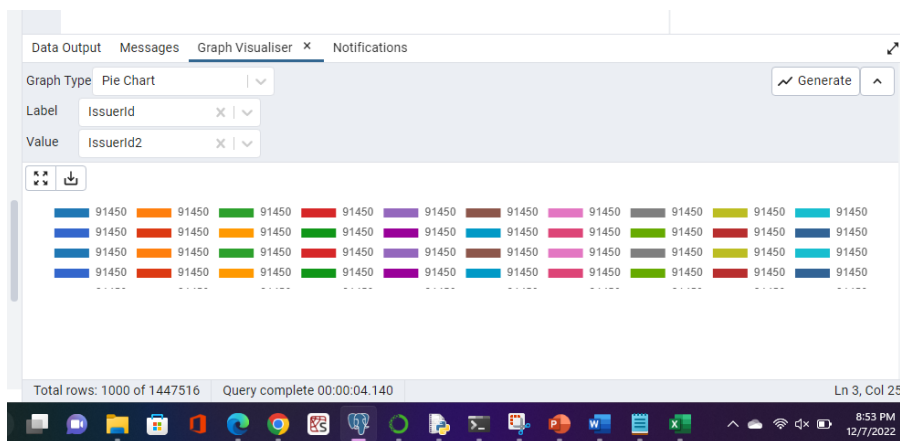 Data Output Messages Graph Visualiser × Notifications
Graph Type Pie Chart Generate
Label IssuerId
Value IssuerId2
91450 91450 91450 91450 91450 91450 91450 91450 91450 91450
91450 91450 91450 91450 91450 91450 91450 91450 91450 91450
91450 91450 91450 91450 91450 91450 91450 91450 91450 91450
91450 91450 91450 91450 91450 91450 91450 91450 91450 91450
Total rows: 1000 of 1447516 Query complete 00:00:04.140 Ln 3, Col 25
8:53 PM
12/7/2022